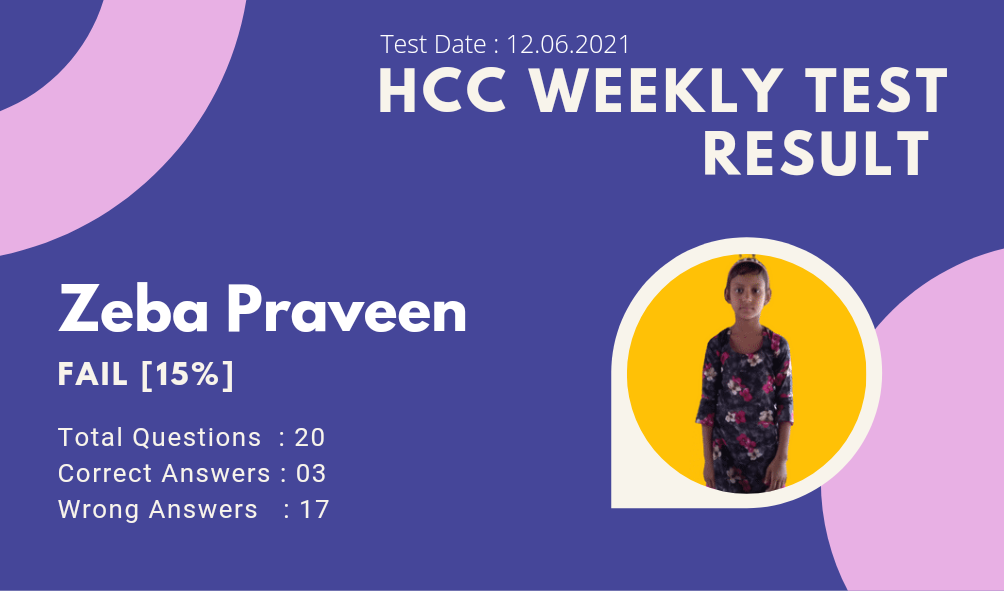 Test Date : 12.06.2021
HCC WEEKLY TEST
RESULT
Zeba Praveen
FAIL [15%]
Total Questions : 20
Correct Answers : 03
Wrong Answers : 17